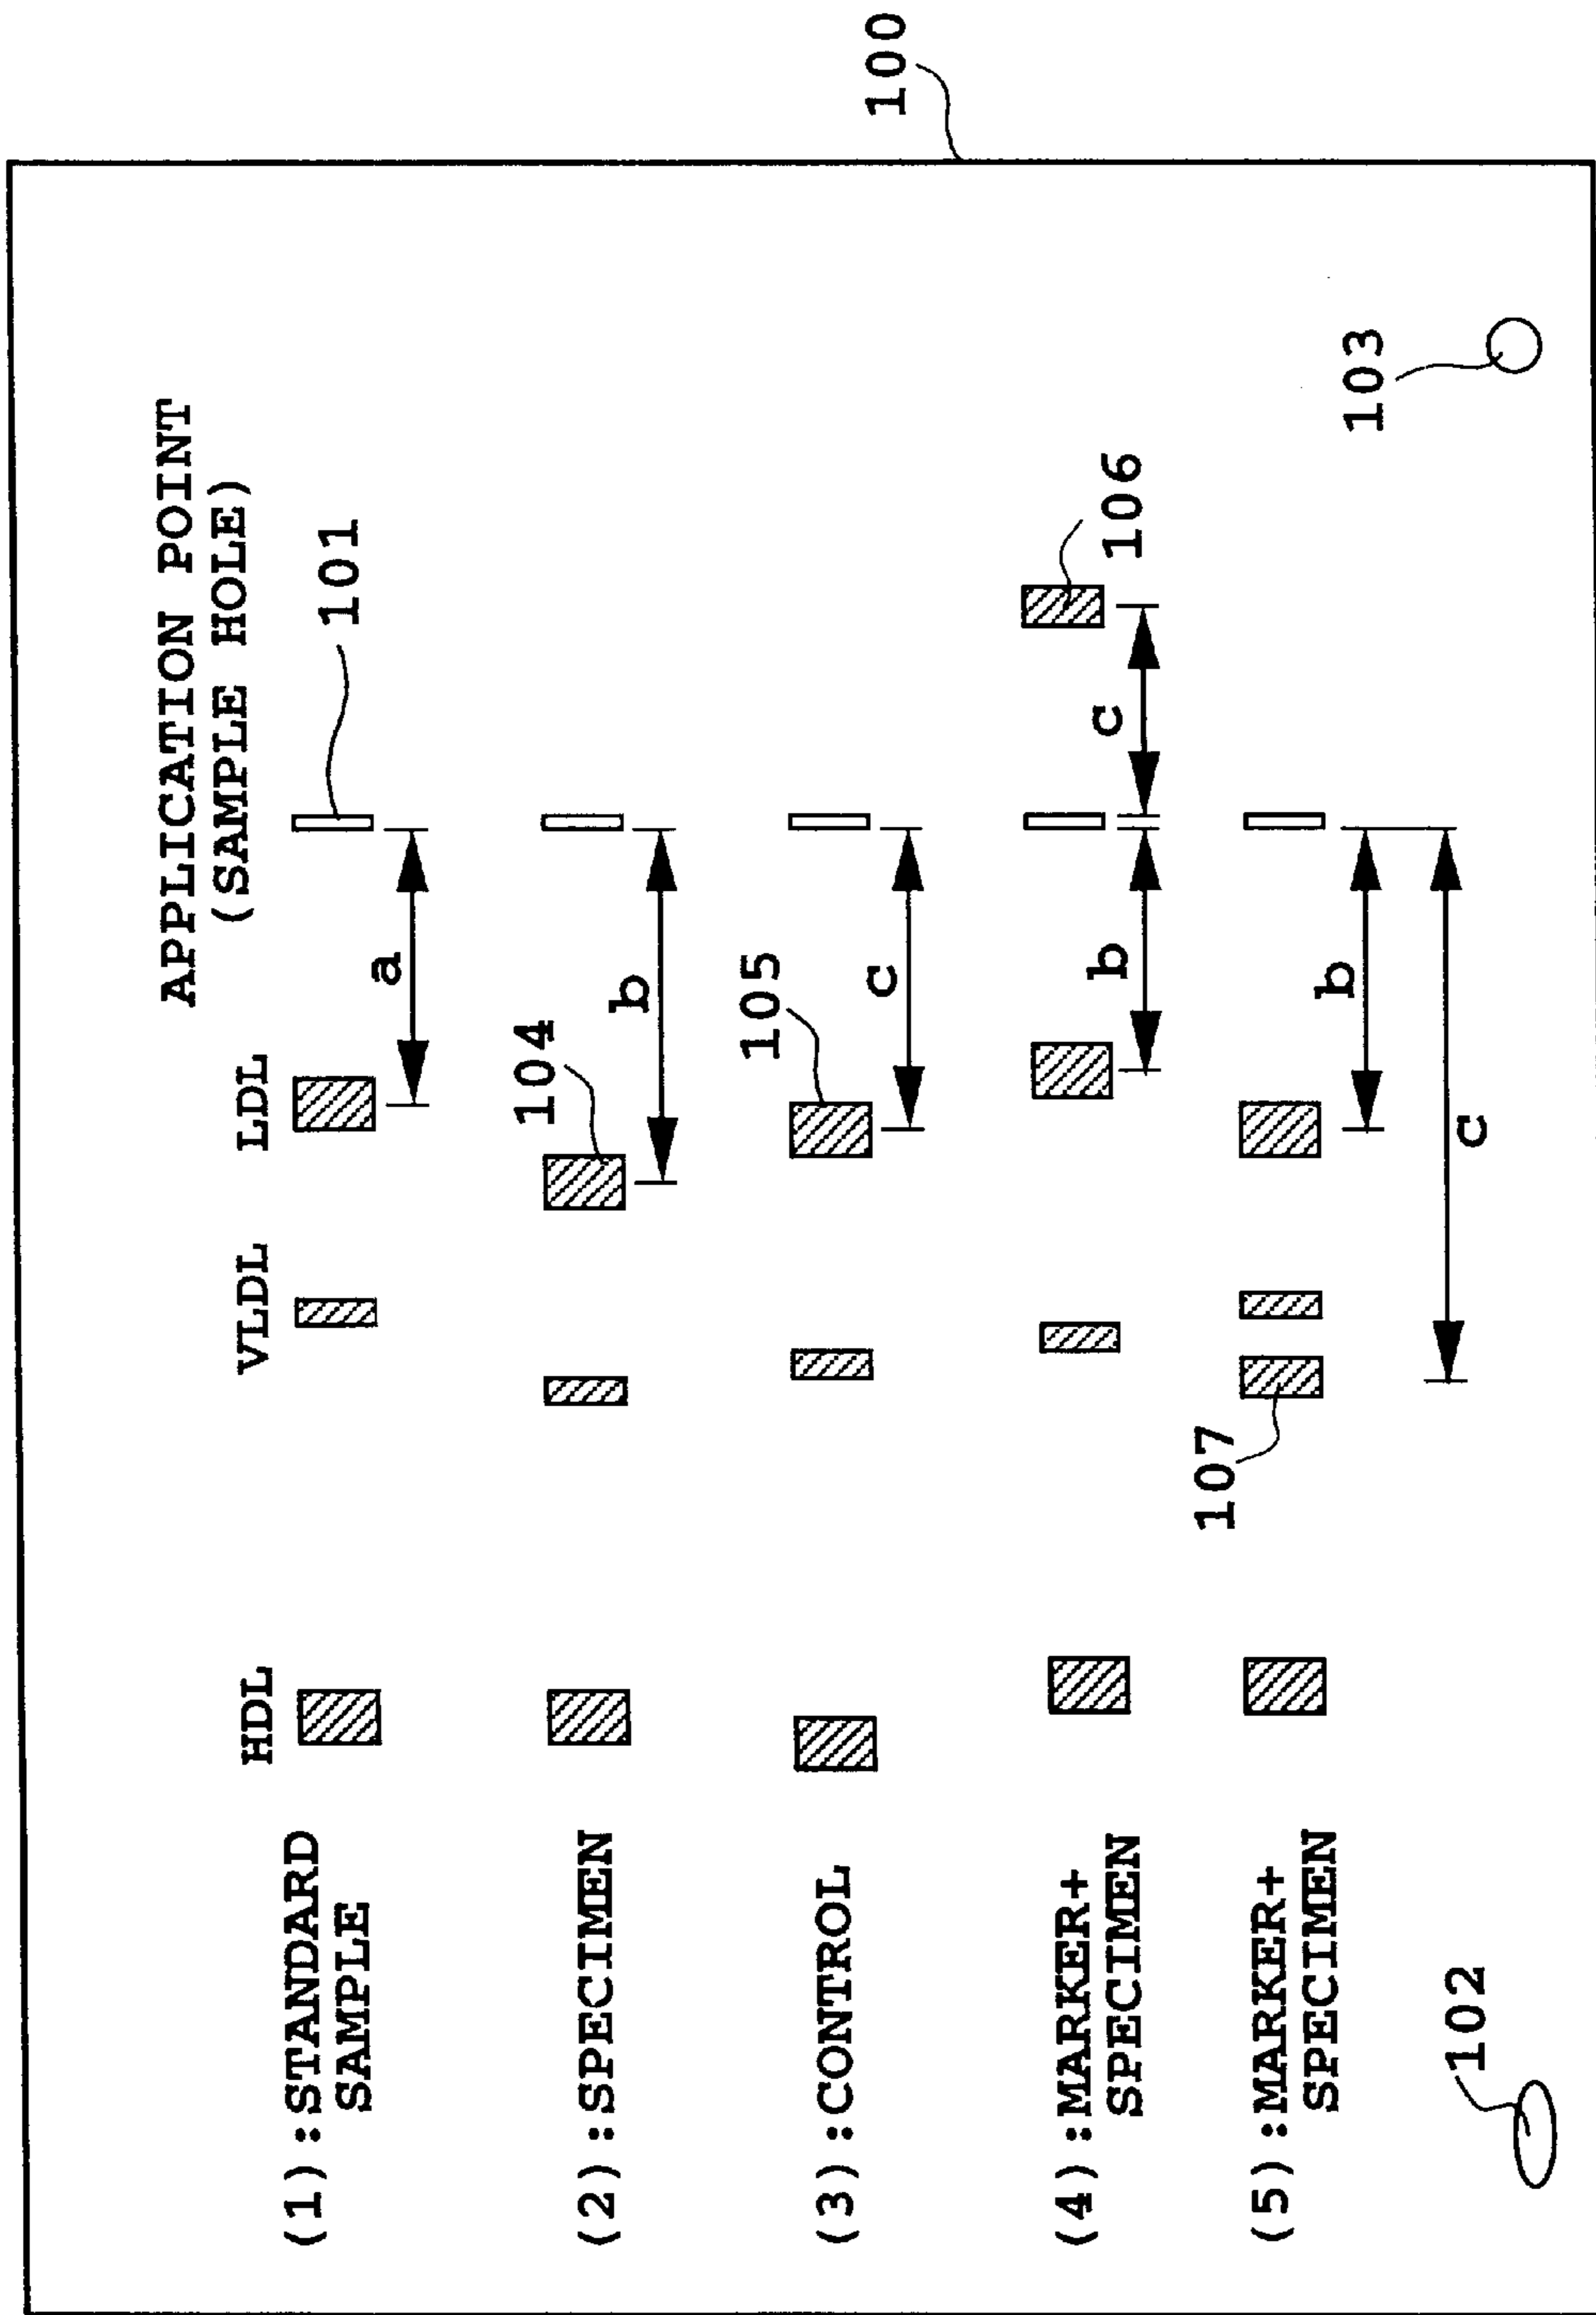 100
APPLICATION POINT
(SAMPLE HOLE)
101
HDL
VLDL
LDL
(1):STANDARD
SAMPLE
a
(2):SPECIMEN
104
b
(3):CONTROL
105
c
(4):MARKER+
SPECIMEN
b
c
106
(5):MARKER+
SPECIMEN
107
b
c
102
103